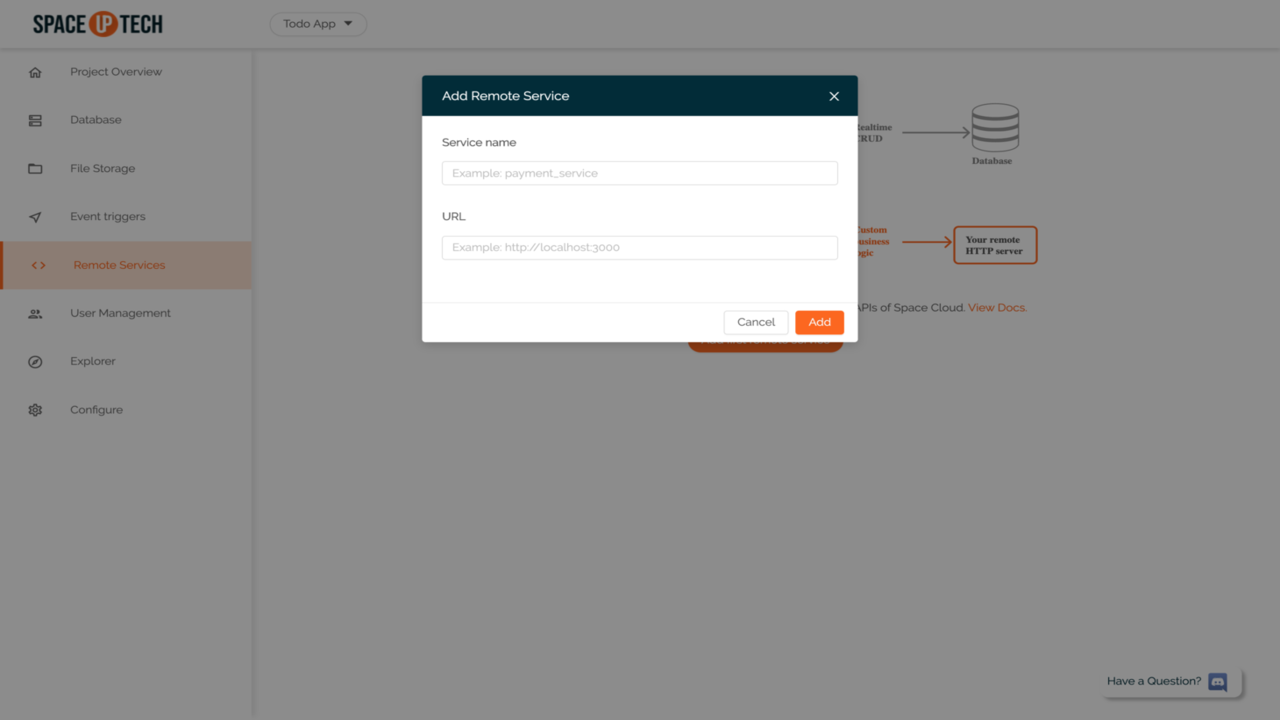 SPACE UP TECH
Todo App
Project Overview
Database
File Storage
Event triggers
Remote Services
User Management
Explorer
Configure
Add Remote Service
Service name
Example: payment_service
URL
Example: http://localhost:3000
Cancel
Add
Realtime
CRUD
Database
Custom
business
logic
Your remote
HTTP server
APIs of Space Cloud. View Docs.
Have a Question?